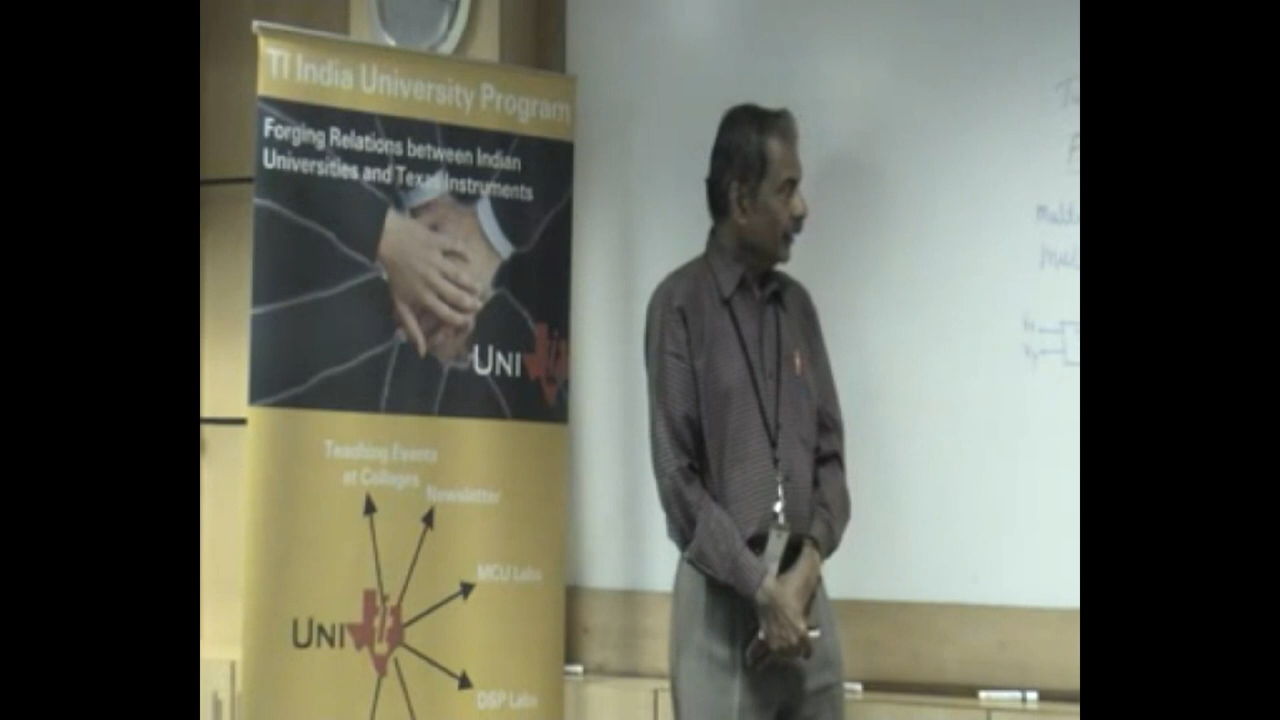 TI India University Program
Forging Relations between Indian
Universities and Texas Instruments
UNI
Teaching Events
at Colleges
Newsletter
MCU Labs
UNI
DSP Labs